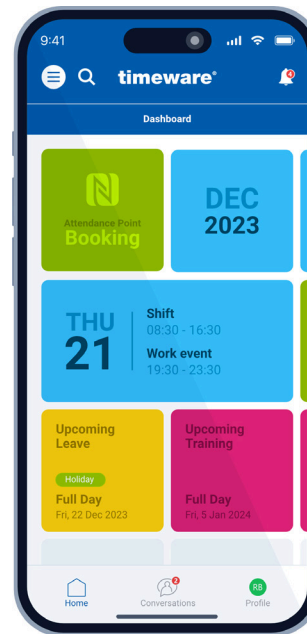 9:41
timeware®
4
Dashboard
Attendance Point
Booking
DEC
2023
THU
21
Shift
08:30 - 16:30
Work event
19:30 - 23:30
Upcoming
Leave
Holiday
Full Day
Fri, 22 Dec 2023
Upcoming
Training
Full Day
Fri, 5 Jan 2024
2
RB
Home
Conversations
Profile